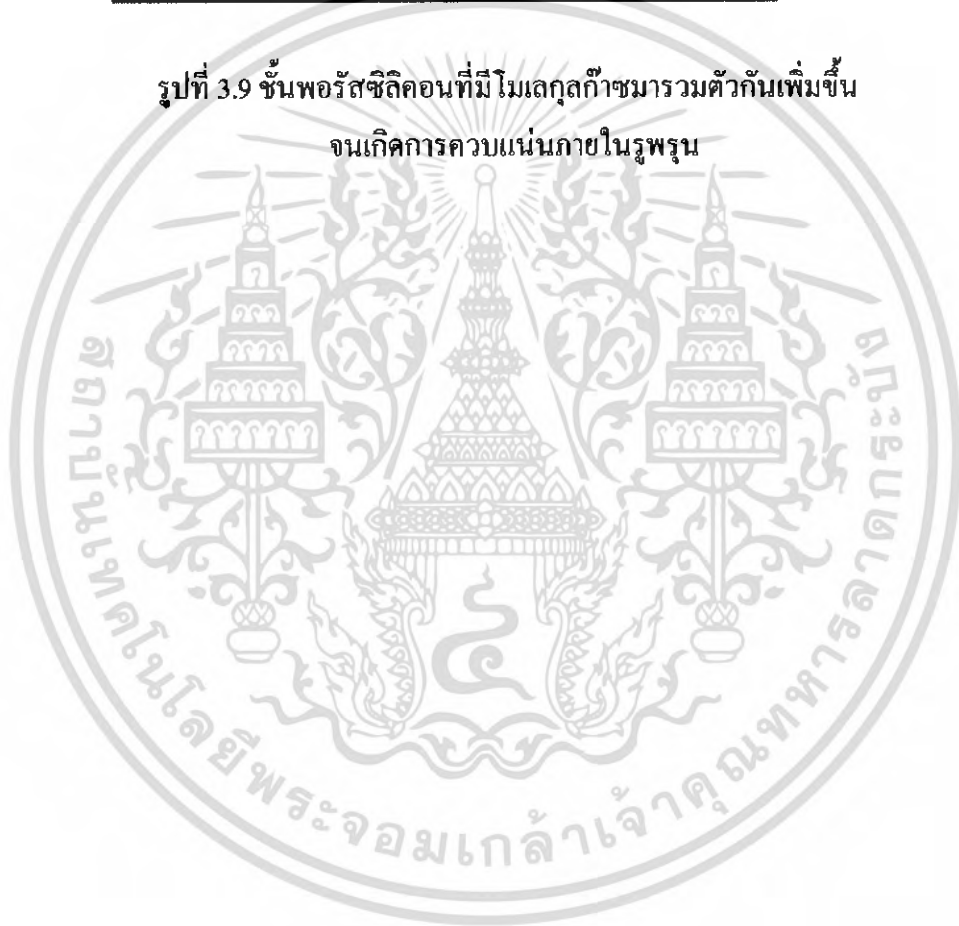 รูปที่ 3.9 ชั้นพอรัสซิลิคอนที่มีโมเลกุลก๊าซมารวมตัวกันเพิ่มขึ้น
จนเกิดการควบแน่นภายในรูพรุน
สถาบันเทคโนโลยีพระจอมเกล้าเจ้าคุณทหารลาดกระบัง